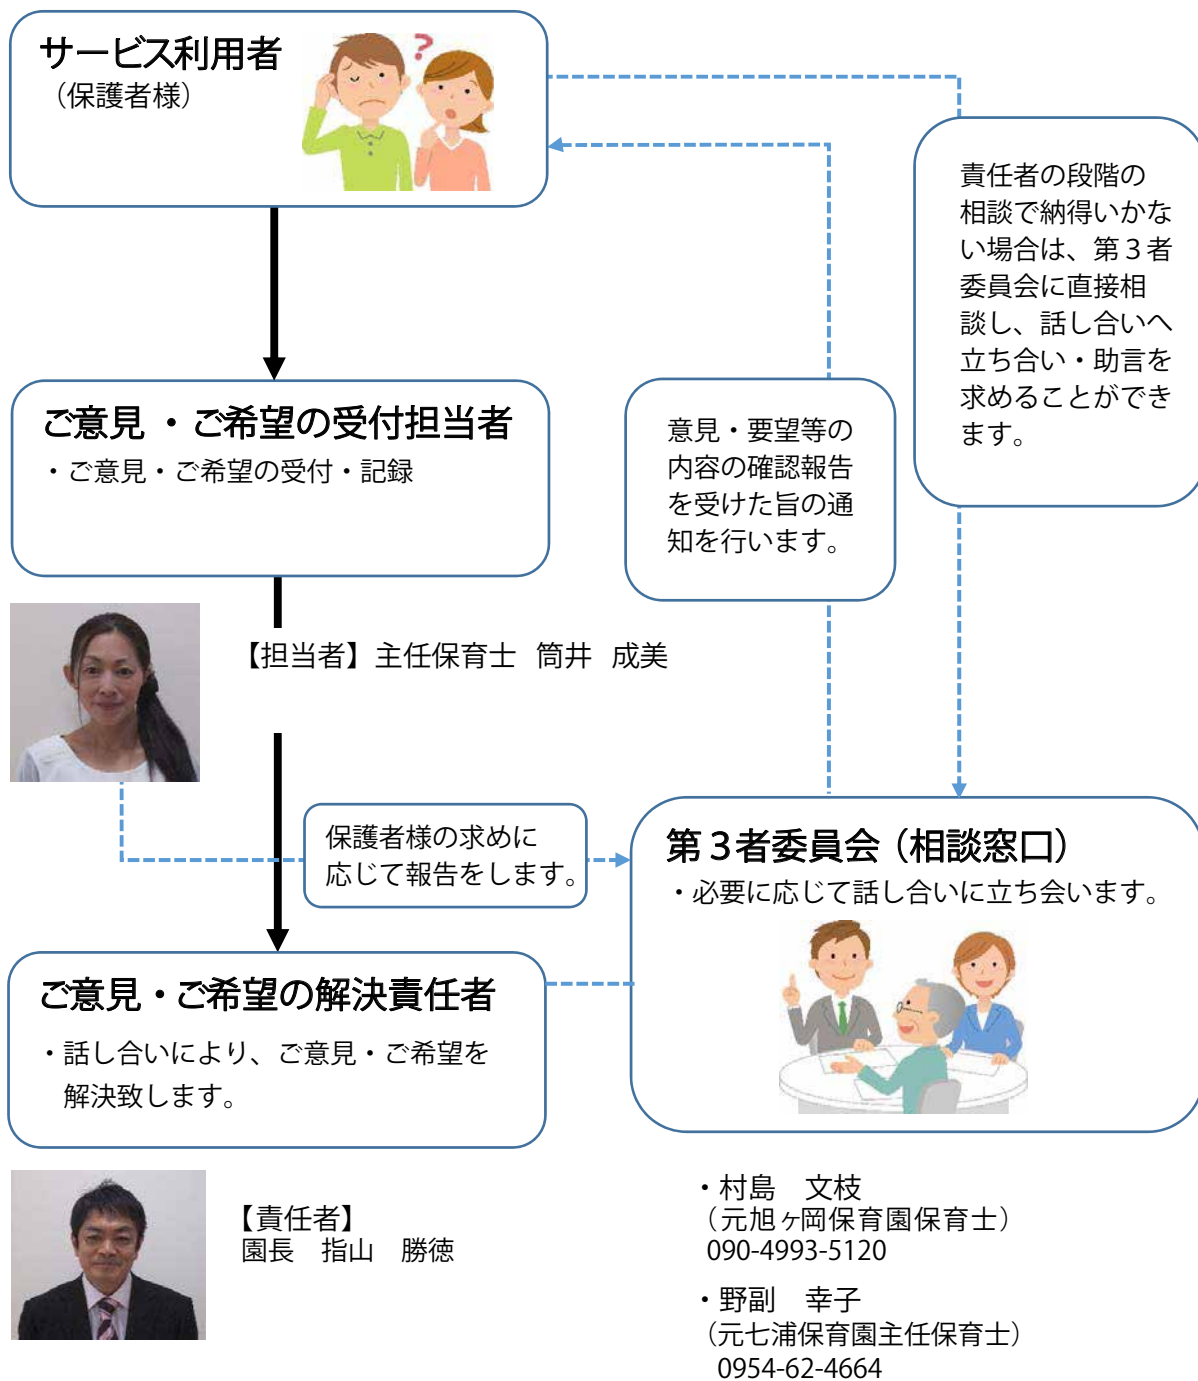 サービス利用者
（保護者様）
?
責任者の段階の
相談で納得いかな
い場合は、第3者
委員会に直接相
談し、話し合いへ
立ち合い・助言を
求めることができ
ます。
ご意見・ご希望の受付担当者
・ご意見・ご希望の受付・記録
意見・要望等の
内容の確認報告
を受けた旨の通
知を行います。
【担当者】主任保育士 筒井 成美
保護者様の求めに
応じて報告をします。
第3者委員会（相談窓口）
・必要に応じて話し合いに立ち会います。
ご意見・ご希望の解決責任者
・話し合いにより、ご意見・ご希望を
解決致します。
【責任者】
園長 指山 勝徳
・村島 文枝
（元旭ヶ岡保育園保育士）
090-4993-5120
・野副 幸子
（元七浦保育園主任保育士）
0954-62-4664